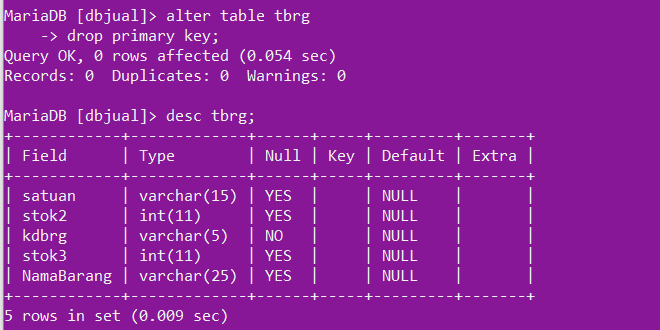 MariaDB [dbjual]> alter table tbrg
    -> drop primary key;
Query OK, 0 rows affected (0.054 sec)
Records: 0  Duplicates: 0  Warnings: 0

MariaDB [dbjual]> desc tbrg;
+------------+-------------+------+-----+---------+-------+
| Field      | Type        | Null | Key | Default | Extra |
+------------+-------------+------+-----+---------+-------+
| satuan     | varchar(15) | YES  |     | NULL    |       |
| stok2      | int(11)     | YES  |     | NULL    |       |
| kdbrg      | varchar(5)  | NO   |     | NULL    |       |
| stok3      | int(11)     | YES  |     | NULL    |       |
| NamaBarang | varchar(25) | YES  |     | NULL    |       |
+------------+-------------+------+-----+---------+-------+
5 rows in set (0.009 sec)